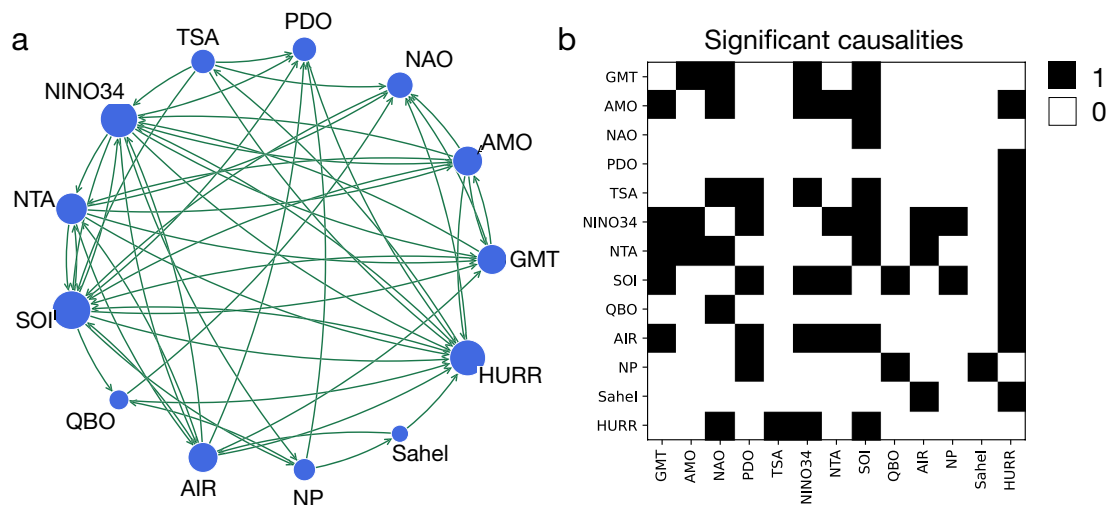 a
PDO
TSA
NAO
NINO34
AMO
NTA
GMT
SOI
HURR
QBO
Sahel
AIR
NP
b
Significant causalities
1
0
GMT
AMO
NAO
PDO
TSA
NINO34
NTA
SOI
QBO
AIR
NP
Sahel
HURR
GMT
AMO
NAO
PDO
TSA
NINO34
NTA
SOI
QBO
AIR
NP
Sahel
HURR